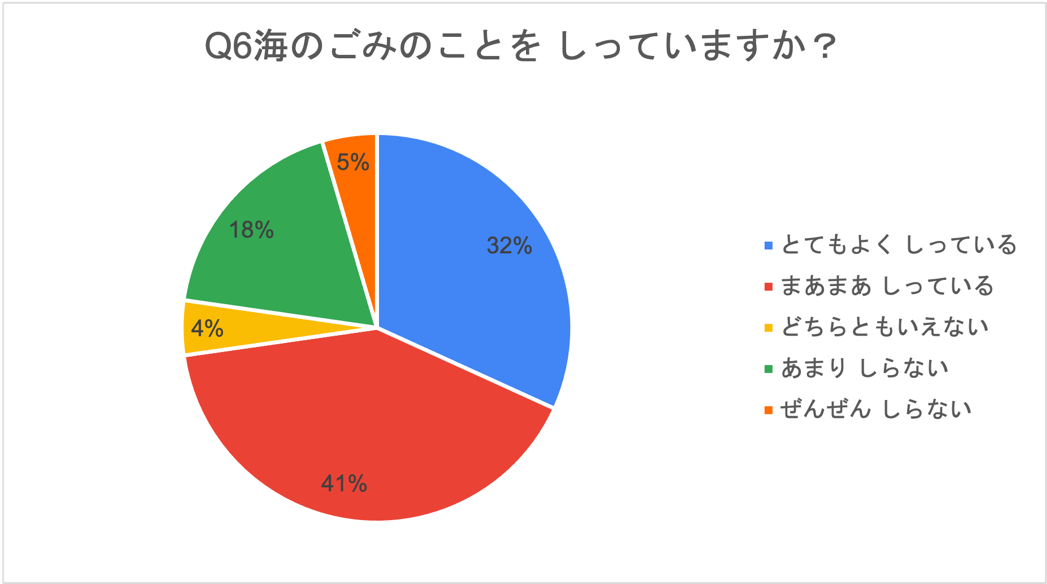 Q6海のごみのことを しっていますか？
5%
32%
18%
4%
41%
とてもよく しっている
まあまあ しっている
どちらともいえない
あまり しらない
ぜんぜん しらない